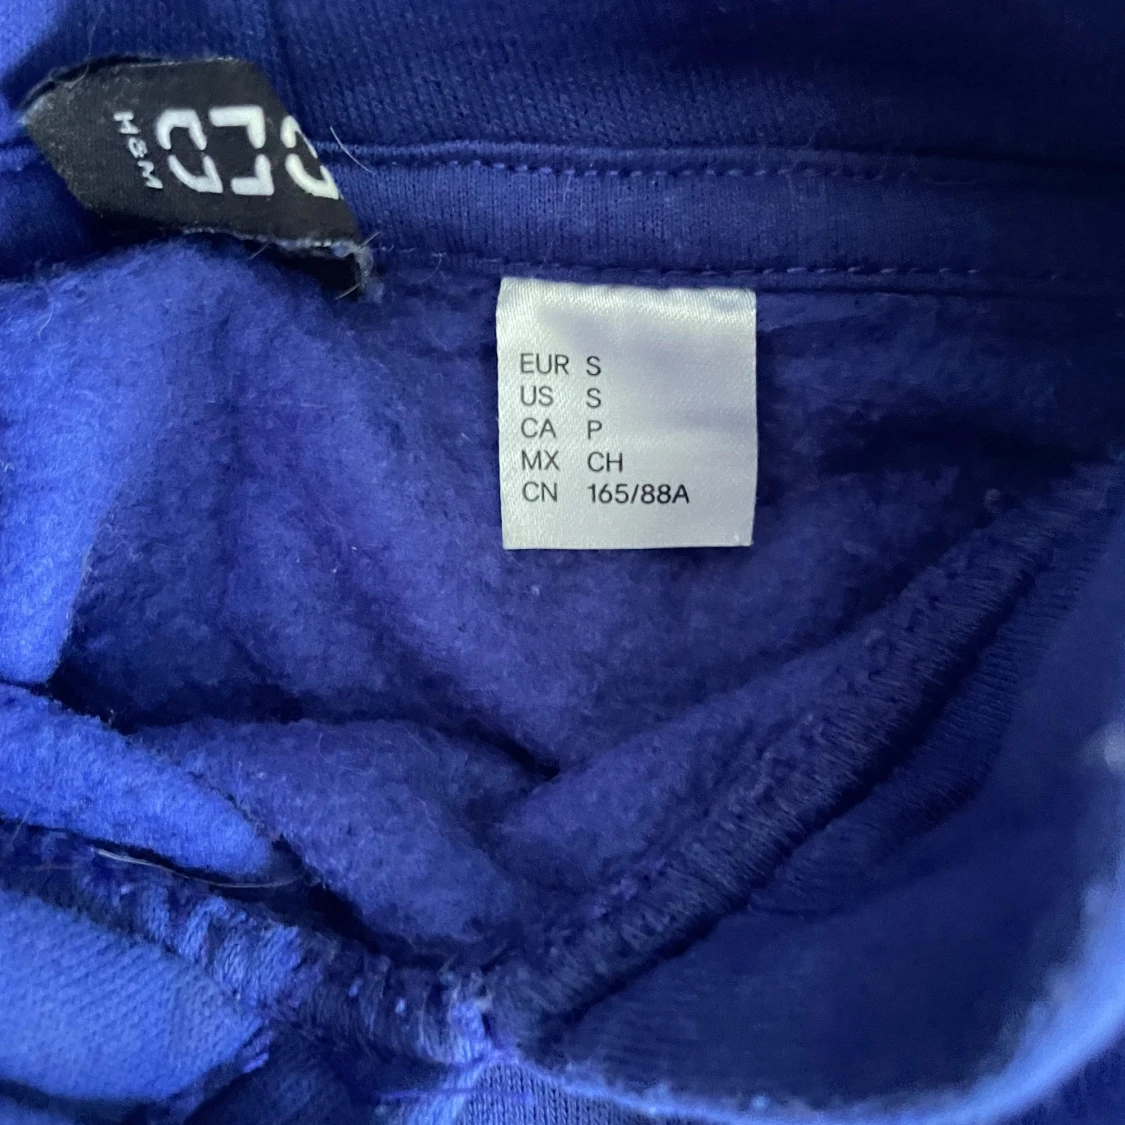 H&M
EUR S
US S
CA P
MX CH
CN 165/88A